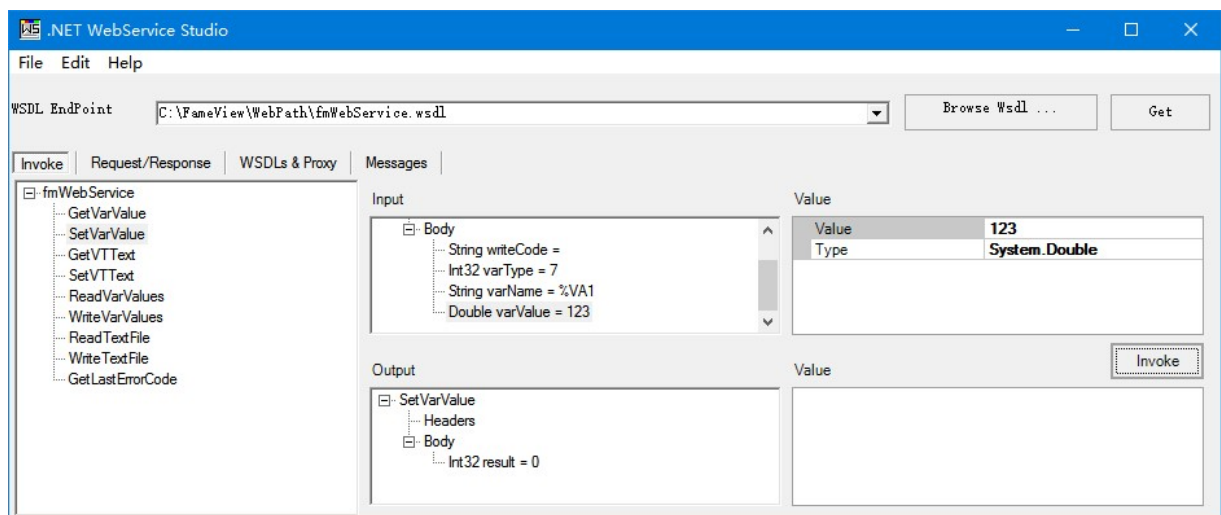 WS .NET WebService Studio
File Edit Help
WSDL EndPoint C:\FameView\WebPath\fmWebService.wsdl Browse Wsdl ... Get
Invoke Request/Response WSDLs & Proxy Messages
fmWebService
GetVarValue
SetVarValue
GetVTText
SetVTText
ReadVarValues
WriteVarValues
ReadTextFile
WriteTextFile
GetLastErrorCode
Input
Body
String writeCode =
Int32 varType = 7
String varName = %VA1
Double varValue = 123
Value
Value 123
Type System.Double
Invoke
Output
SetVarValue
Headers
Body
Int32 result = 0
Value